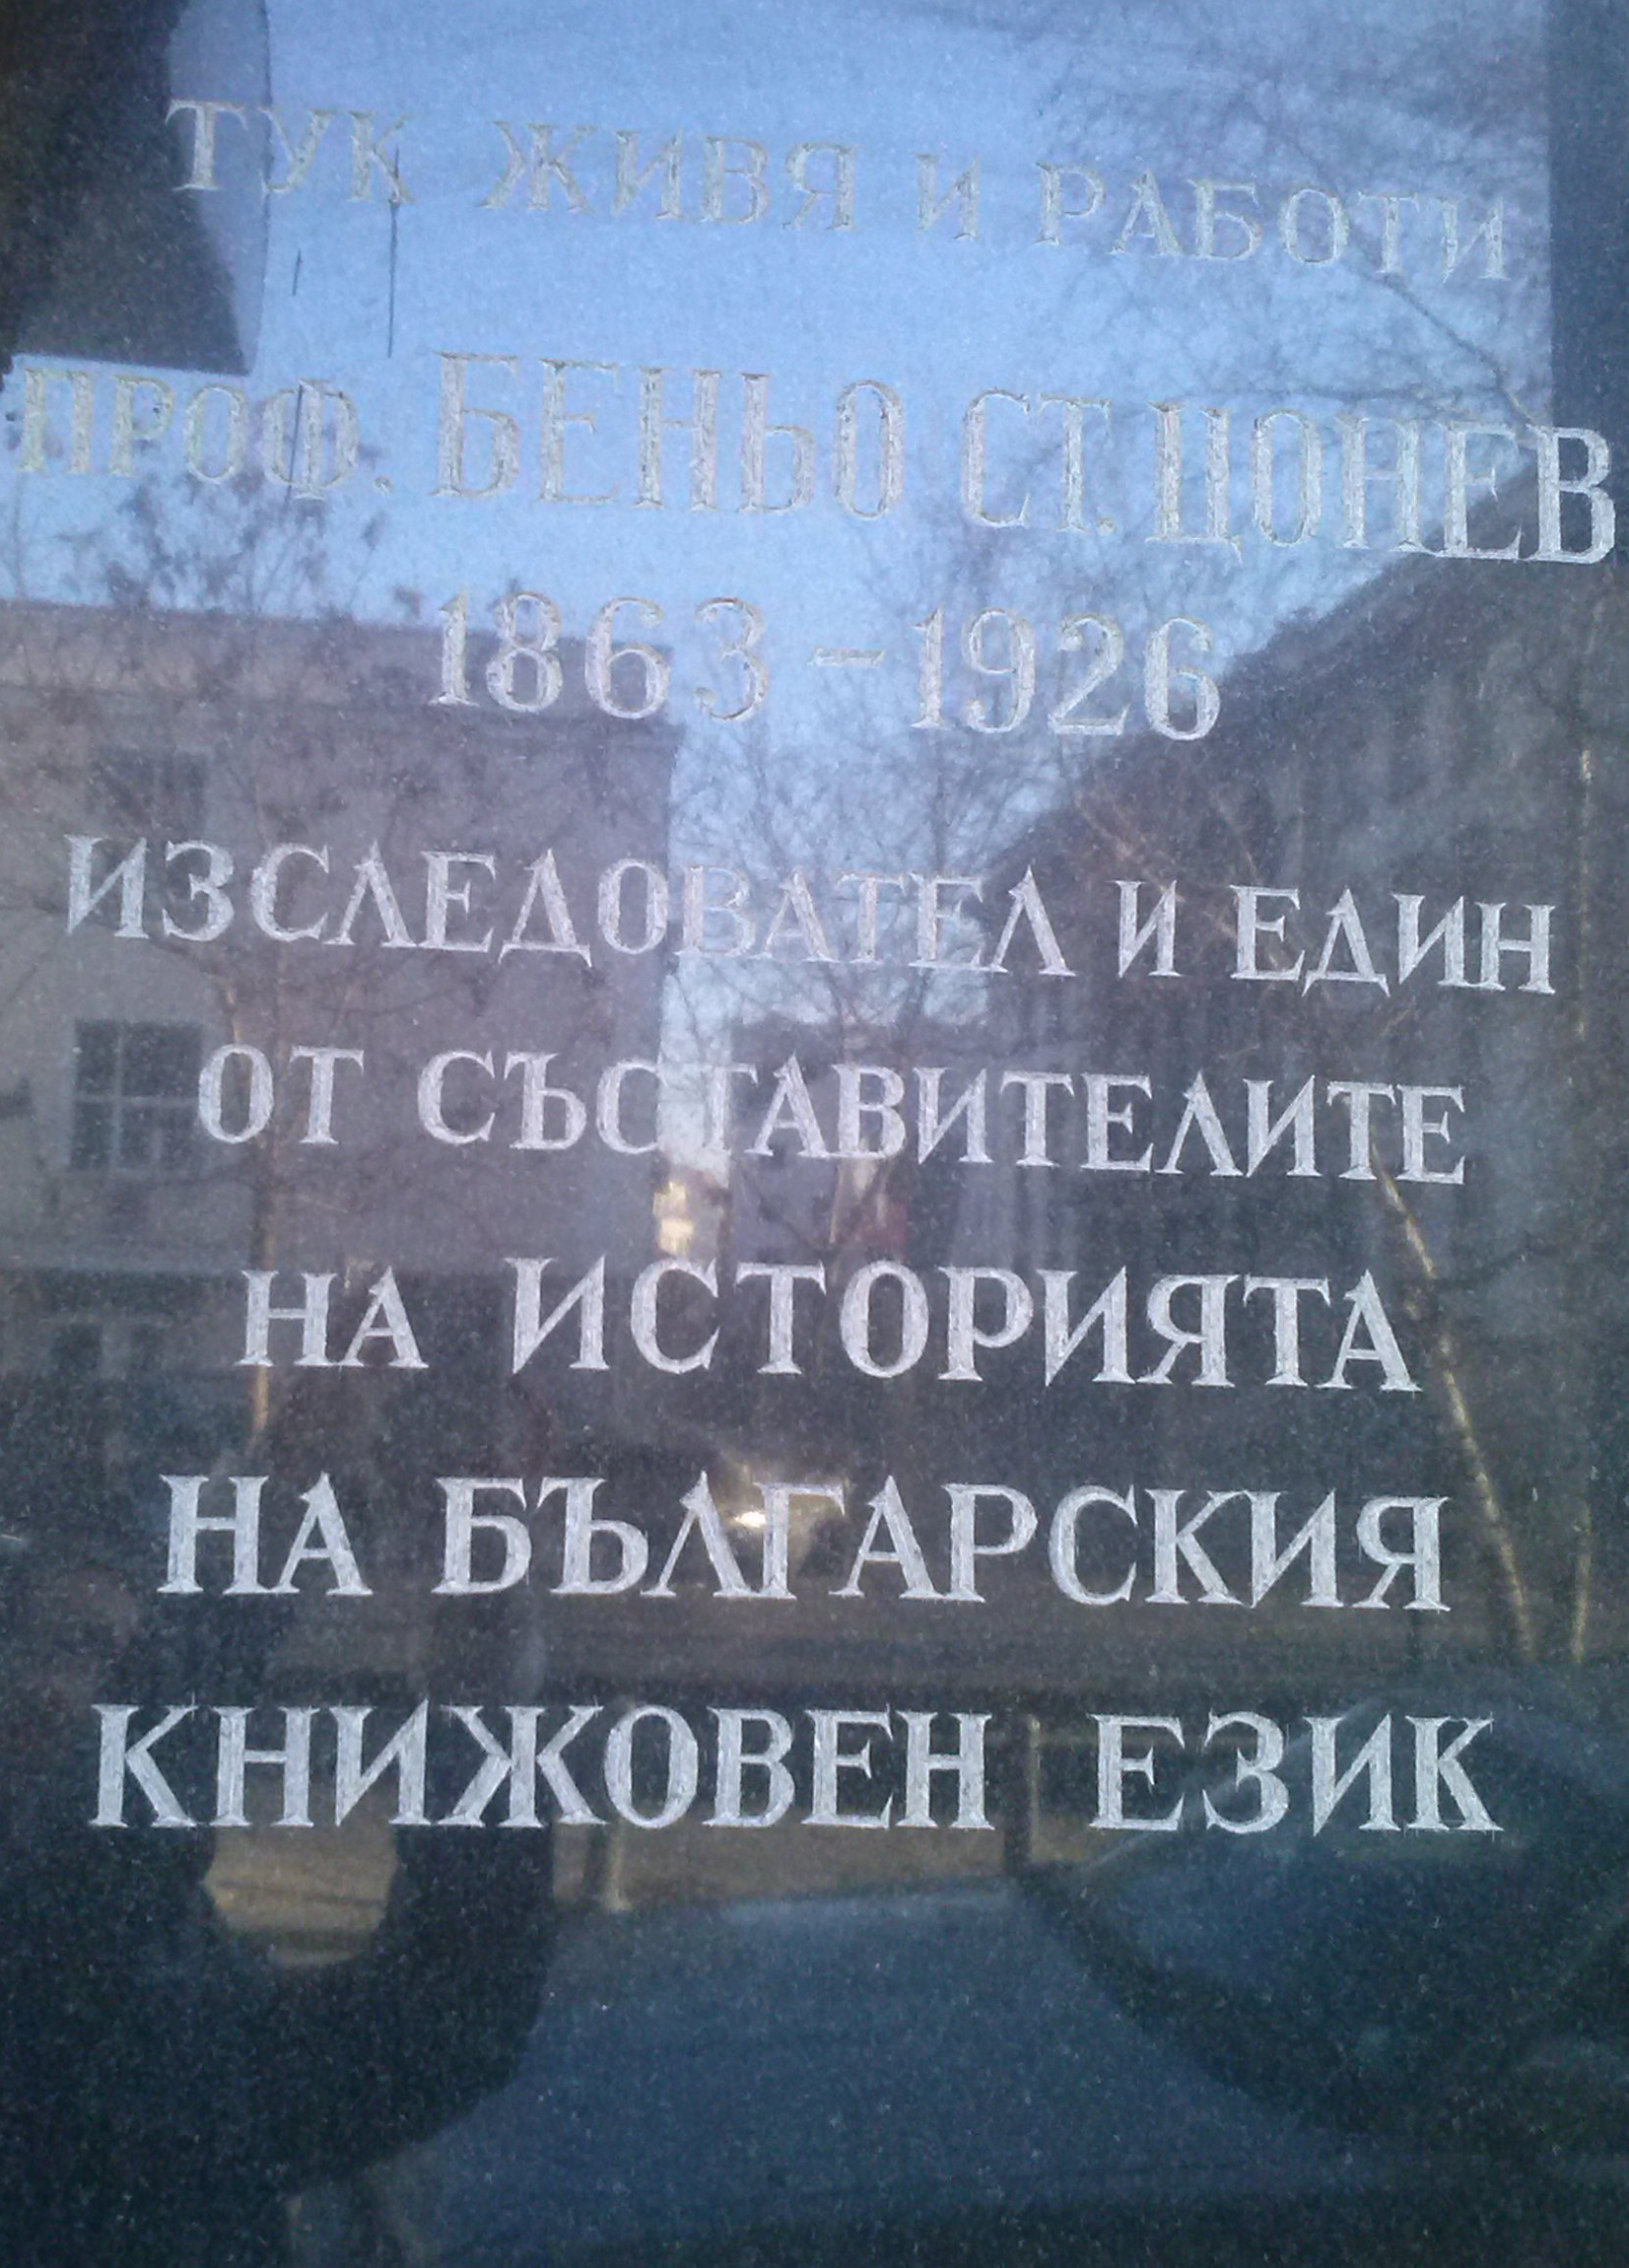 ТУК ЖИВЯ И РАБОТИ
ПРОФ. БЕНЬО СТ. ЦОНЕВ
1863 - 1926
ИЗСЛЕДОВАТЕЛ И ЕДИН
ОТ СЪСТАВИТЕЛИТЕ
НА ИСТОРИЯТА
НА БЪЛГАРСКИЯ
КНИЖОВЕН ЕЗИК